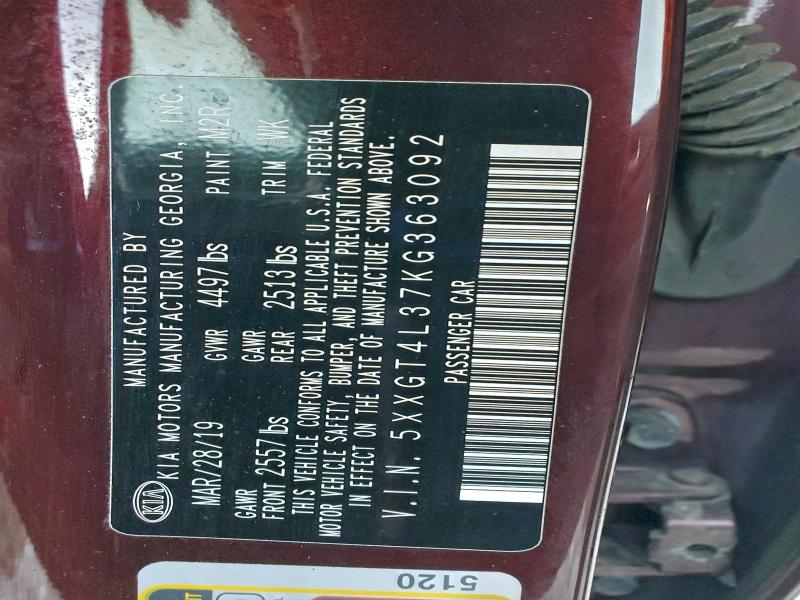 MANUFACTURED BY
KIA KIA MOTORS MANUFACTURING GEORGIA, INC.
MAR/28/19 GVWR 4497lbs PAINT M2R
GAWR FRONT 2557lbs GAWR REAR 2513lbs TRIM WK
THIS VEHICLE CONFORMS TO ALL APPLICABLE U.S.A. FEDERAL
MOTOR VEHICLE SAFETY, BUMPER, AND THEFT PREVENTION STANDARDS
IN EFFECT ON THE DATE OF MANUFACTURE SHOWN ABOVE.
V.I.N. 5XXGT4L37KG363092
PASSENGER CAR
5120